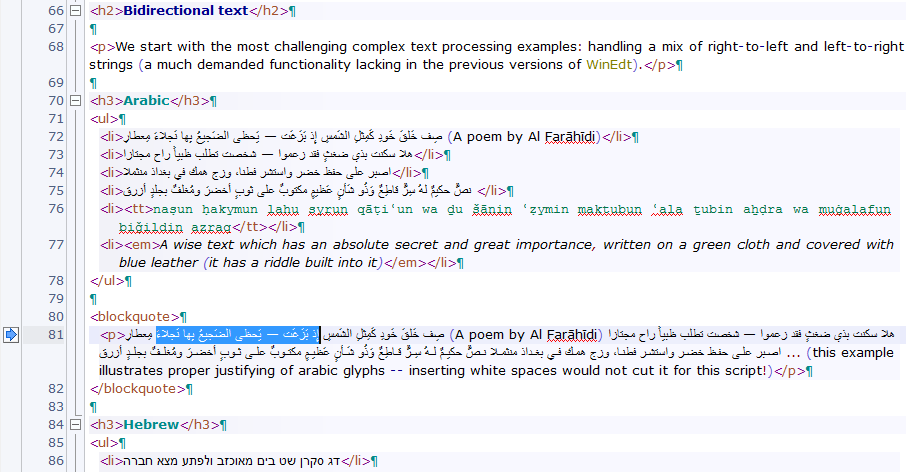 66 <h2>Bidirectional text</h2>¶
67 ¶
68 <p>We start with the most challenging complex text processing examples: handling a mix of right-to-left and left-to-right
strings (a much demanded functionality lacking in the previous versions of WinEdt).</p>¶
69 ¶
70 <h3>Arabic</h3>¶
71 <ul>¶
72 <li>صِف خَلقَ خَودٍ كَمِثلِ الشَمسِ إِذ بَزَغَت — يَحظى الضَجيعُ بِها نَجلاءَ مِعطارِ (A poem by Al Farāhīdi)</li>¶
73 <li>هلا سكنت بذي ضغثٍ فقد زعموا — شخصت تطلب ظبياً راح مجتازا</li>¶
74 <li>اصبر على حفظ خضر واستشر فطنا، وزج همك في بغداذ منثملا</li>¶
75 <li>نصٌّ حكيمٌ لهُ سِرٌّ قاطِعٌ وَذُو شَأنٍ عَظيمٍ مكتوبٌ على ثوبٍ أخضرَ ومُغلفٌ بجلدٍ أزرق </li>¶
76 <li><tt>naṣun ḥakymun lahu syrun qāṭiʿun wa ḏu šānin ʿẓymin maktubun ʿala ṯubin aḫḍra wa muġalafun
biǧildin azraq</tt></li>¶
77 <li><em>A wise text which has an absolute secret and great importance, written on a green cloth and covered with
blue leather (it has a riddle built into it)</em></li>¶
78 </ul>¶
79 ¶
80 <blockquote>¶
81 <p>صِف خَلقَ خَودٍ كَمِثلِ الشَمسِ إِذ بَزَغَت — يَحظى الضَجيعُ بِها نَجلاءَ مِعطارِ (A poem by Al Farāhīdi) هلا سكنت بذي ضغثٍ فقد زعموا — شخصت تطلب ظبياً راح مجتازا
اصبر على حفظ خضر واستشر فطنا، وزج همك في بغداذ منثملا نصٌّ حكيمٌ لهُ سِرٌّ قاطِعٌ وَذُو شَأنٍ عَظيمٍ مكتوبٌ على ثوبٍ أخضرَ ومُغلفٌ بجلدٍ أزرق ... (this example
illustrates proper justifying of arabic glyphs -- inserting white spaces would not cut it for this script!)</p>¶
82 </blockquote>¶
83 ¶
84 <h3>Hebrew</h3>¶
85 <ul>¶
86 <li>דג סקרן שט בים מאוכזב ולפתע מצא חברה</li>¶